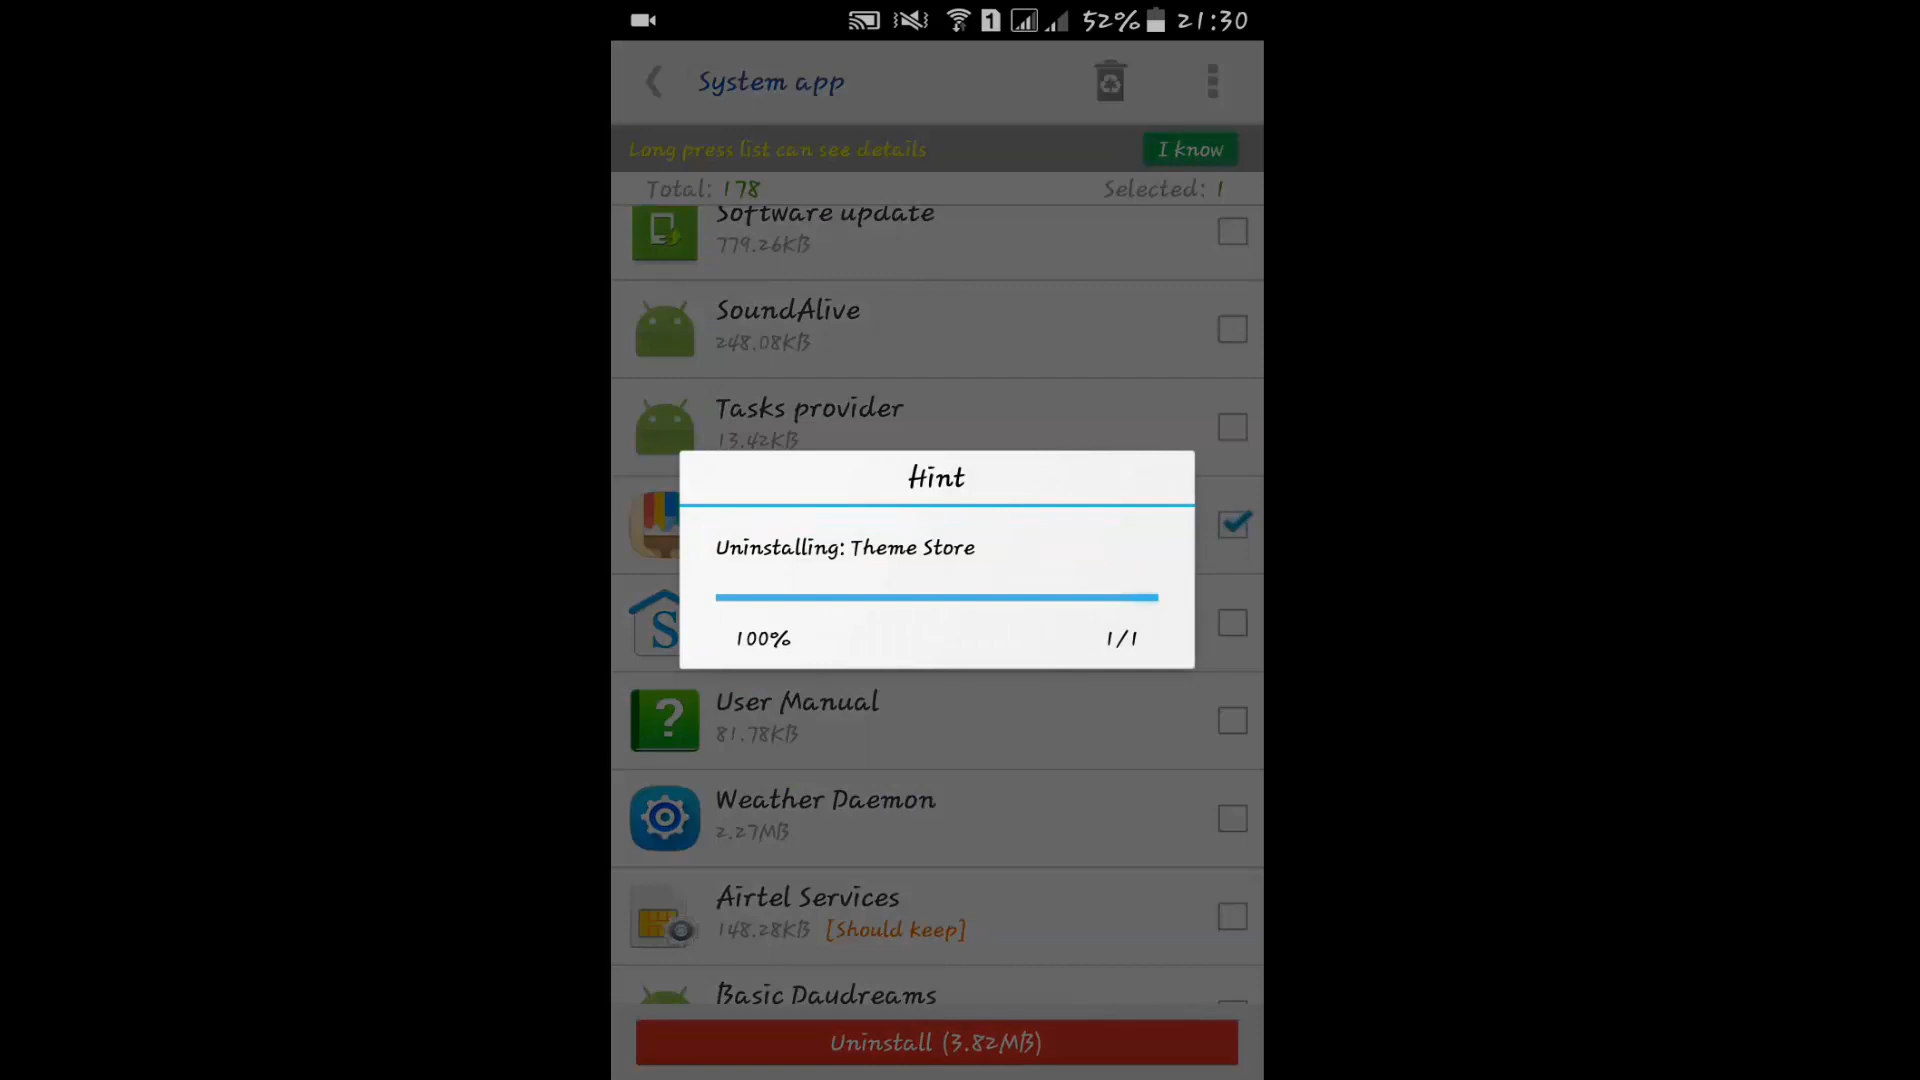 1 52% 21:30
System app
Long press list can see details I know
Total: 178 Selected: 1
Software update
779.26KB
SoundAlive
248.08KB
Tasks provider
13.42KB
Hint
Uninstalling: Theme Store
100% 1/1
S
User Manual
81.78KB
Weather Daemon
2.27MB
Airtel Services
148.28KB [Should keep]
Basic Daydreams
Uninstall (3.82MB)